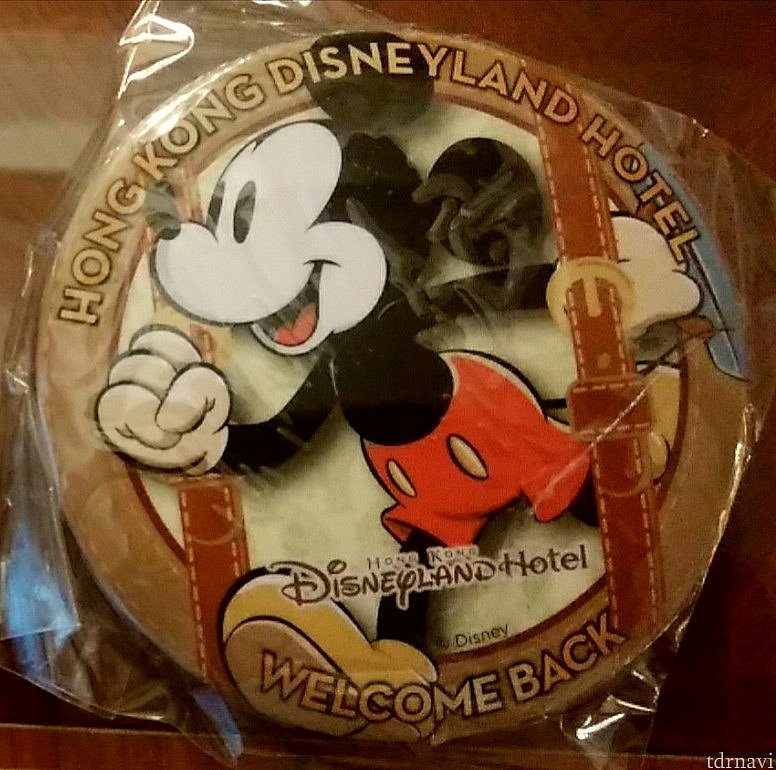 HONG KONG DISNEYLAND HOTEL
HONG KONG
DISNEYLAND Hotel
© Disney
WELCOME BACK
tdrnavi